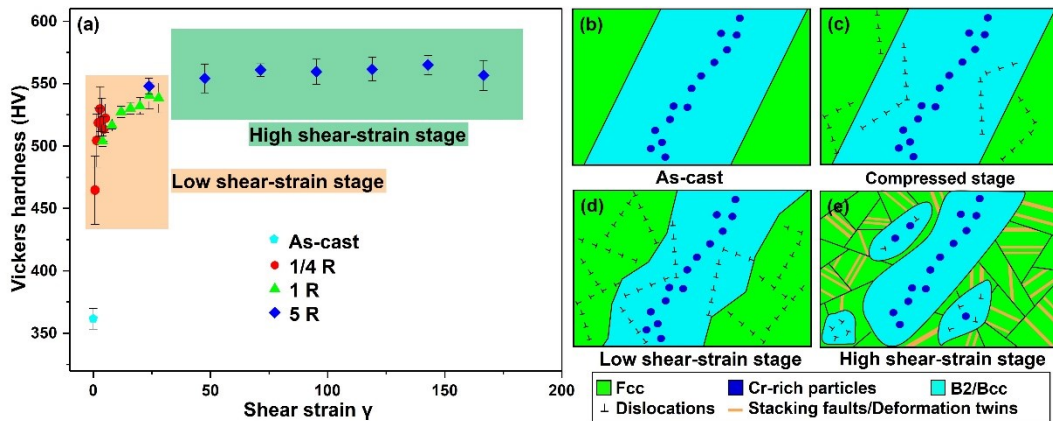 (a)
600
550
500
450
400
350
Vickers hardness (HV)
High shear-strain stage
Low shear-strain stage
As-cast
1/4 R
1 R
5 R
0
50
100
150
200
Shear strain γ
(b)
As-cast
(c)
Compressed stage
(d)
Low shear-strain stage
(e)
High shear-strain stage
Fcc
Cr-rich particles
B2/Bcc
Dislocations
Stacking faults/Deformation twins